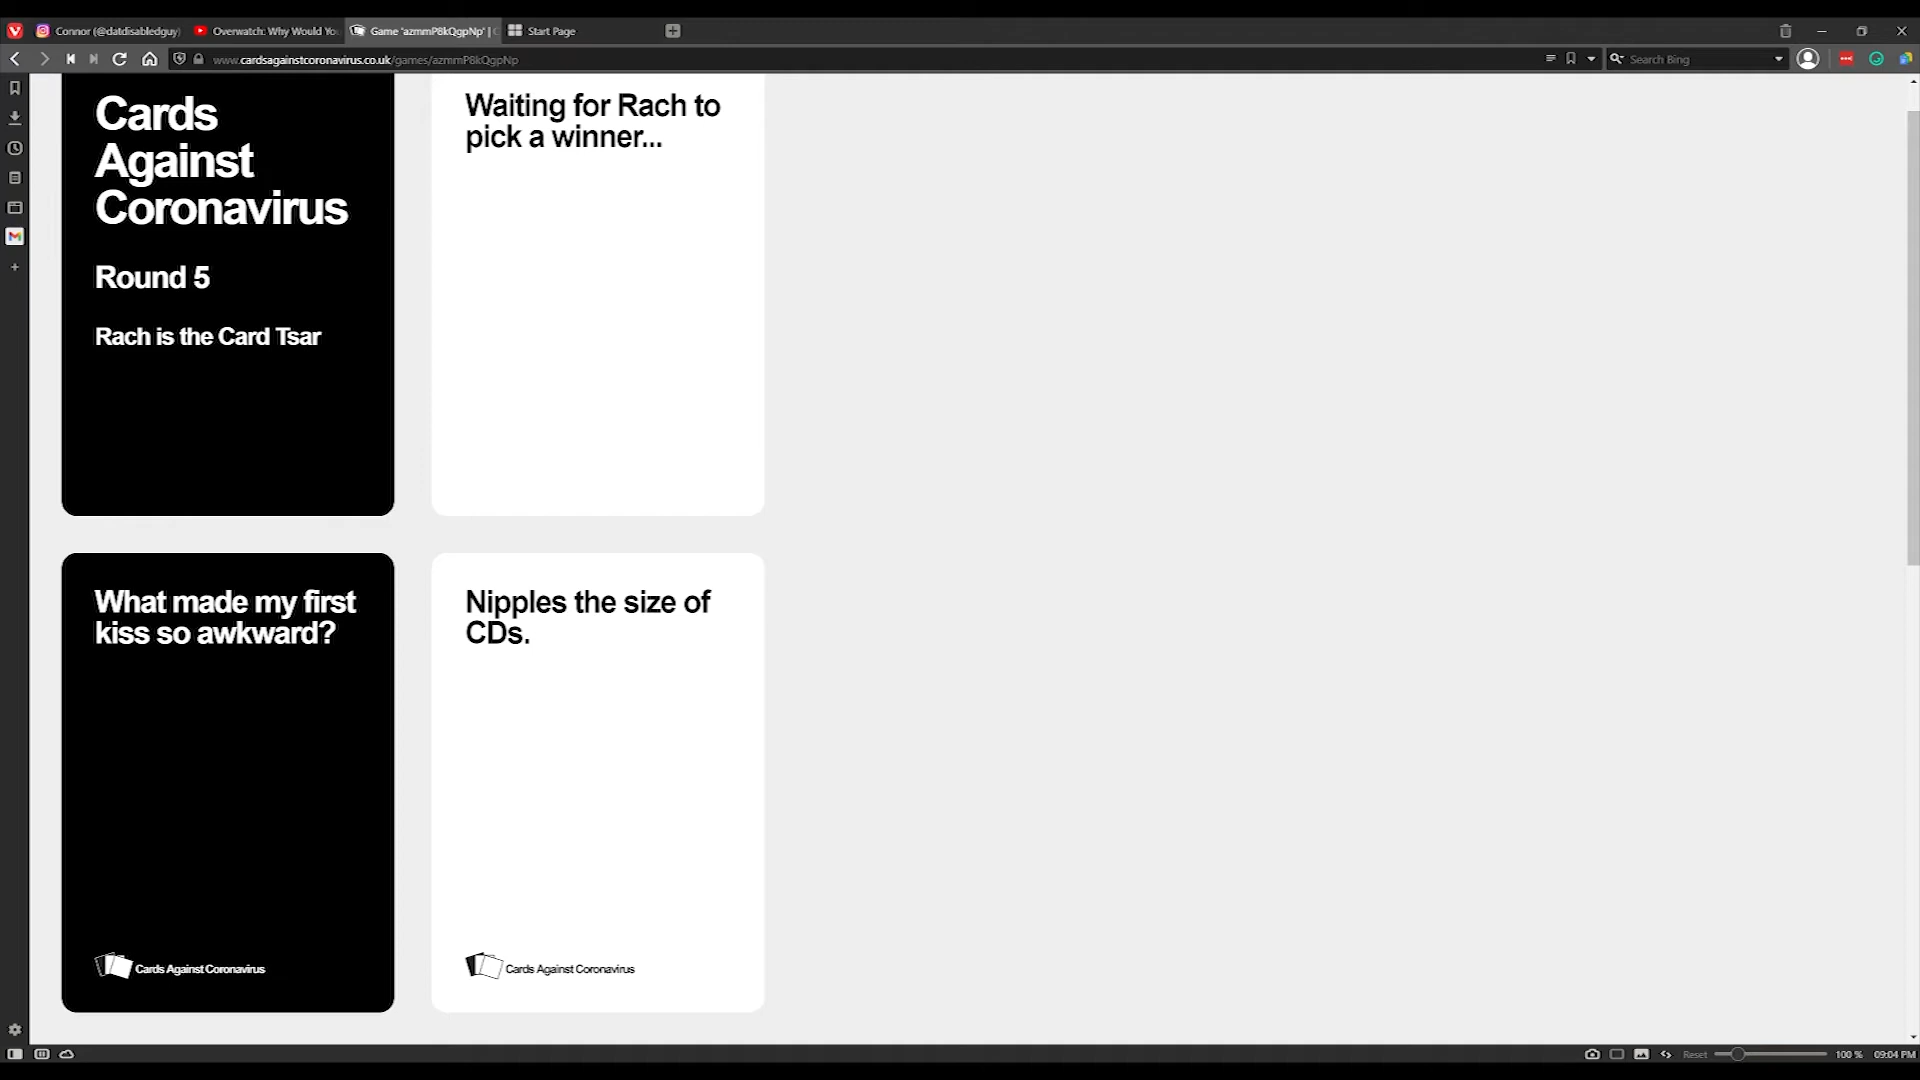 Connor (@datdisabledguy)
Overwatch: Why Would Yo
Game 'azmmP8kQgpNp' | C
Start Page
www.cardsagainstcoronavirus.co.uk/games/azmmP8kQgpNp
Search Bing
Cards
Against
Coronavirus
Round 5
Rach is the Card Tsar
Waiting for Rach to
pick a winner...
What made my first
kiss so awkward?
Cards Against Coronavirus
Nipples the size of
CDs.
Cards Against Coronavirus
Reset
100 %
09:04 PM